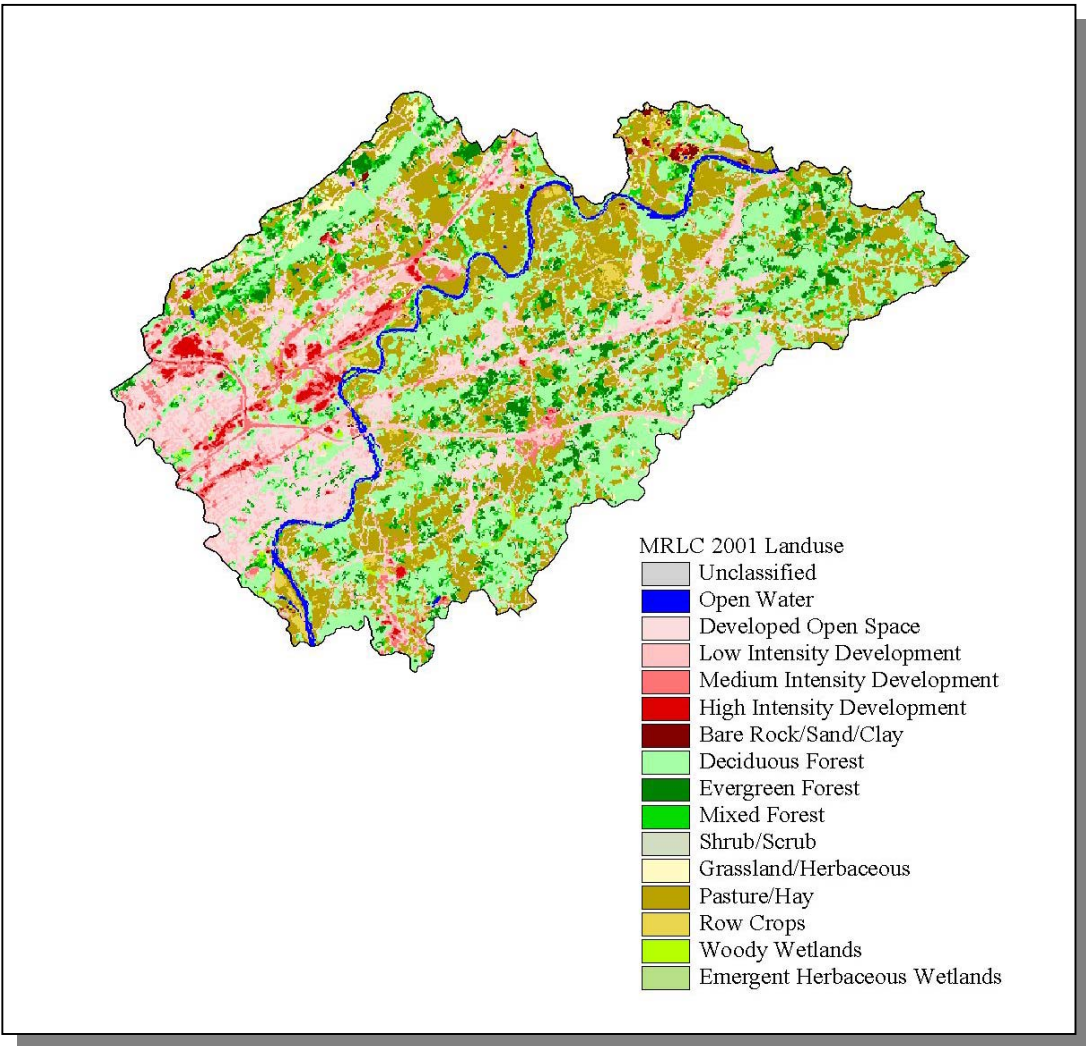 MRLC 2001 Landuse
Unclassified
Open Water
Developed Open Space
Low Intensity Development
Medium Intensity Development
High Intensity Development
Bare Rock/Sand/Clay
Deciduous Forest
Evergreen Forest
Mixed Forest
Shrub/Scrub
Grassland/Herbaceous
Pasture/Hay
Row Crops
Woody Wetlands
Emergent Herbaceous Wetlands